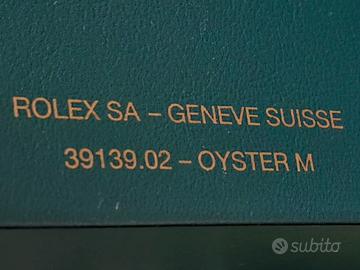 ROLEX SA – GENEVE SUISSE
39139.02 – OYSTER M
subito